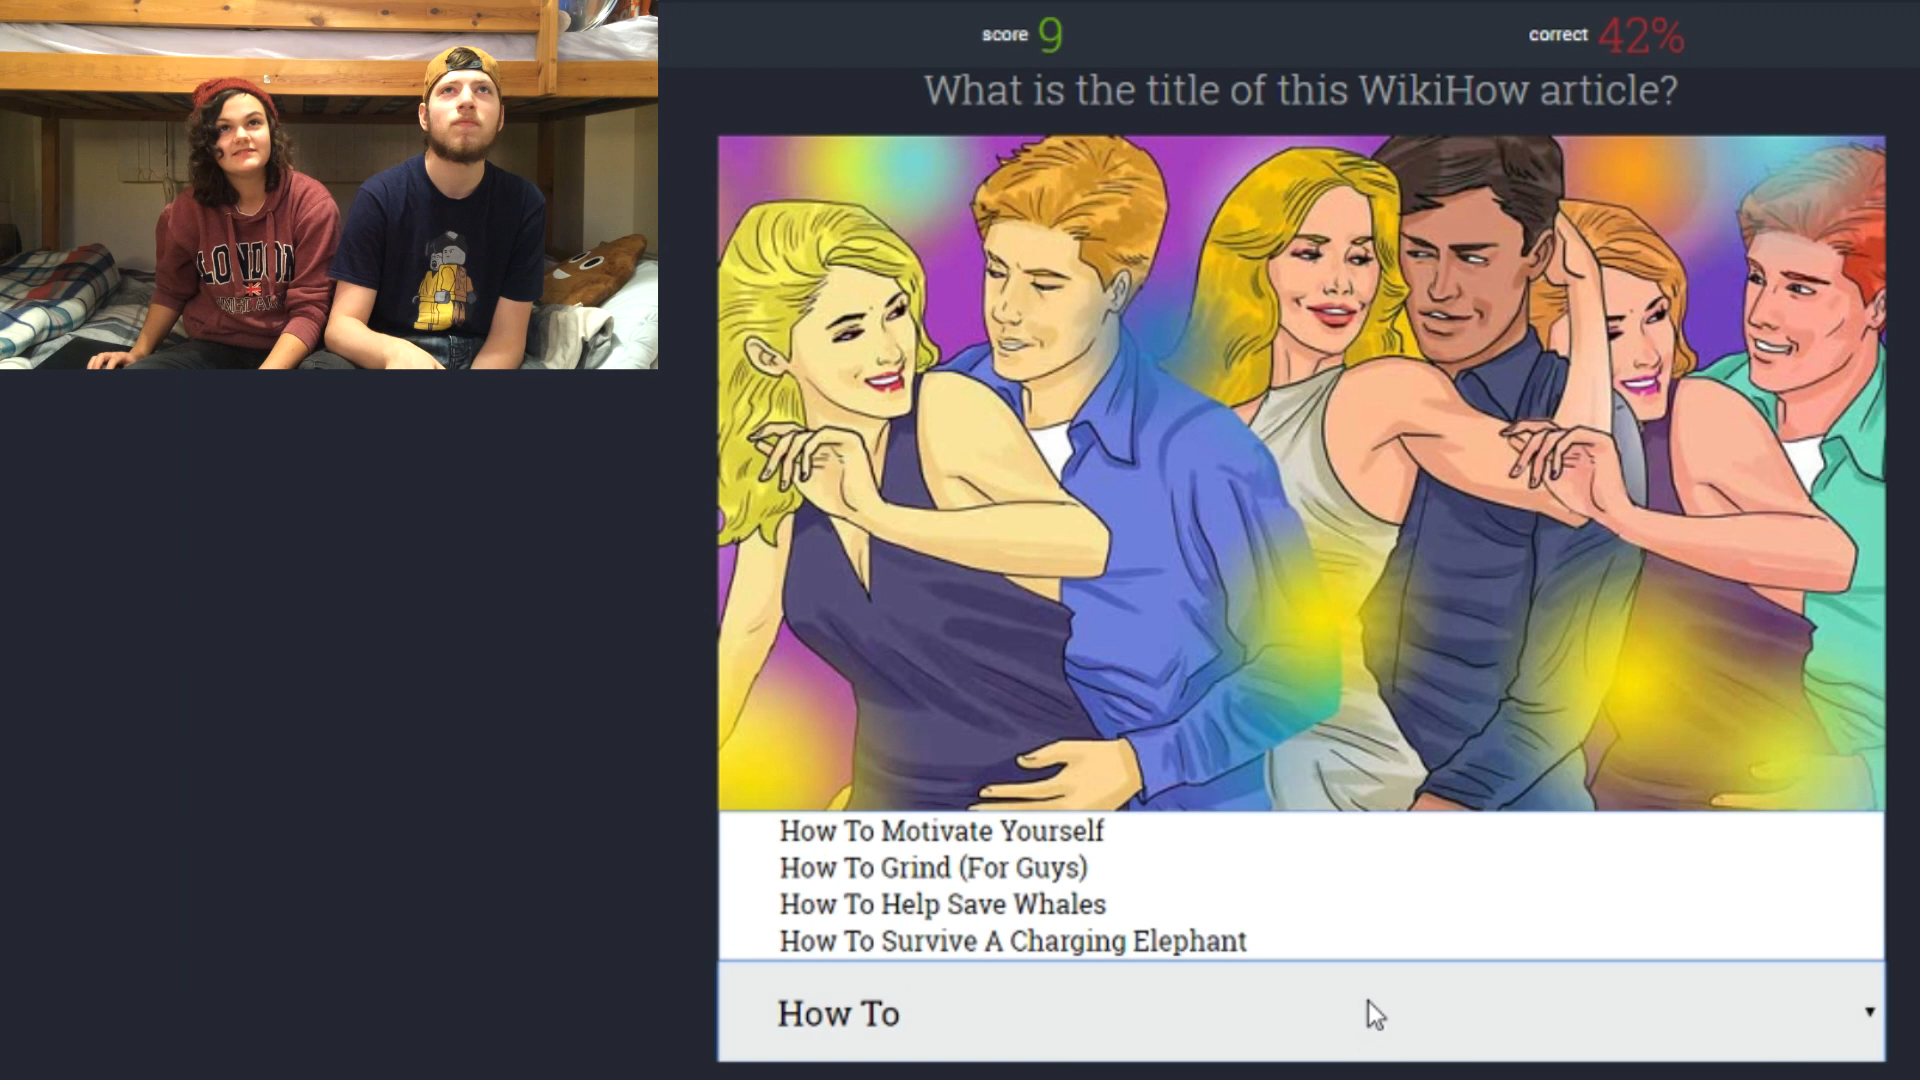 score 9
correct 42%
What is the title of this WikiHow article?
LONDON
How To Motivate Yourself
How To Grind (For Guys)
How To Help Save Whales
How To Survive A Charging Elephant
How To